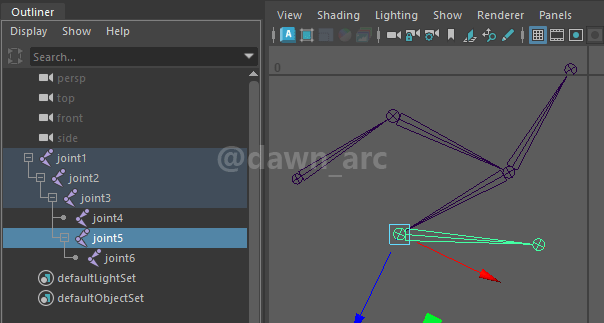 Outliner
Display Show Help
Search...
persp
top
front
side
joint1
joint2
joint3
joint4
joint5
joint6
defaultLightSet
defaultObjectSet
View Shading Lighting Show Renderer Panels
A
0
@dawn_arc